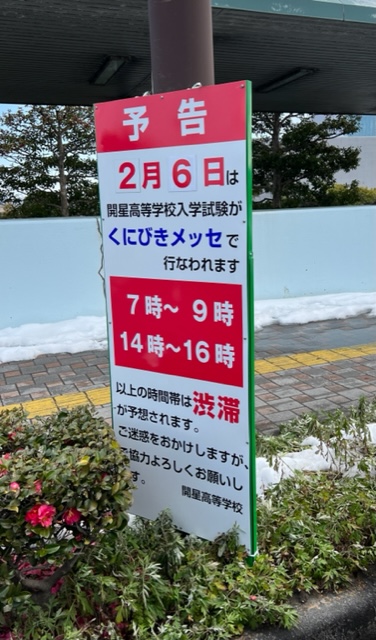 予告
2月6日は
開星高等学校入学試験が
くにびきメッセで
行なわれます
7時～9時
14時～16時
以上の時間帯は渋滞
が予想されます。
ご迷惑をおかけしますが、
協力よろしくお願いし
す。
開星高等学校